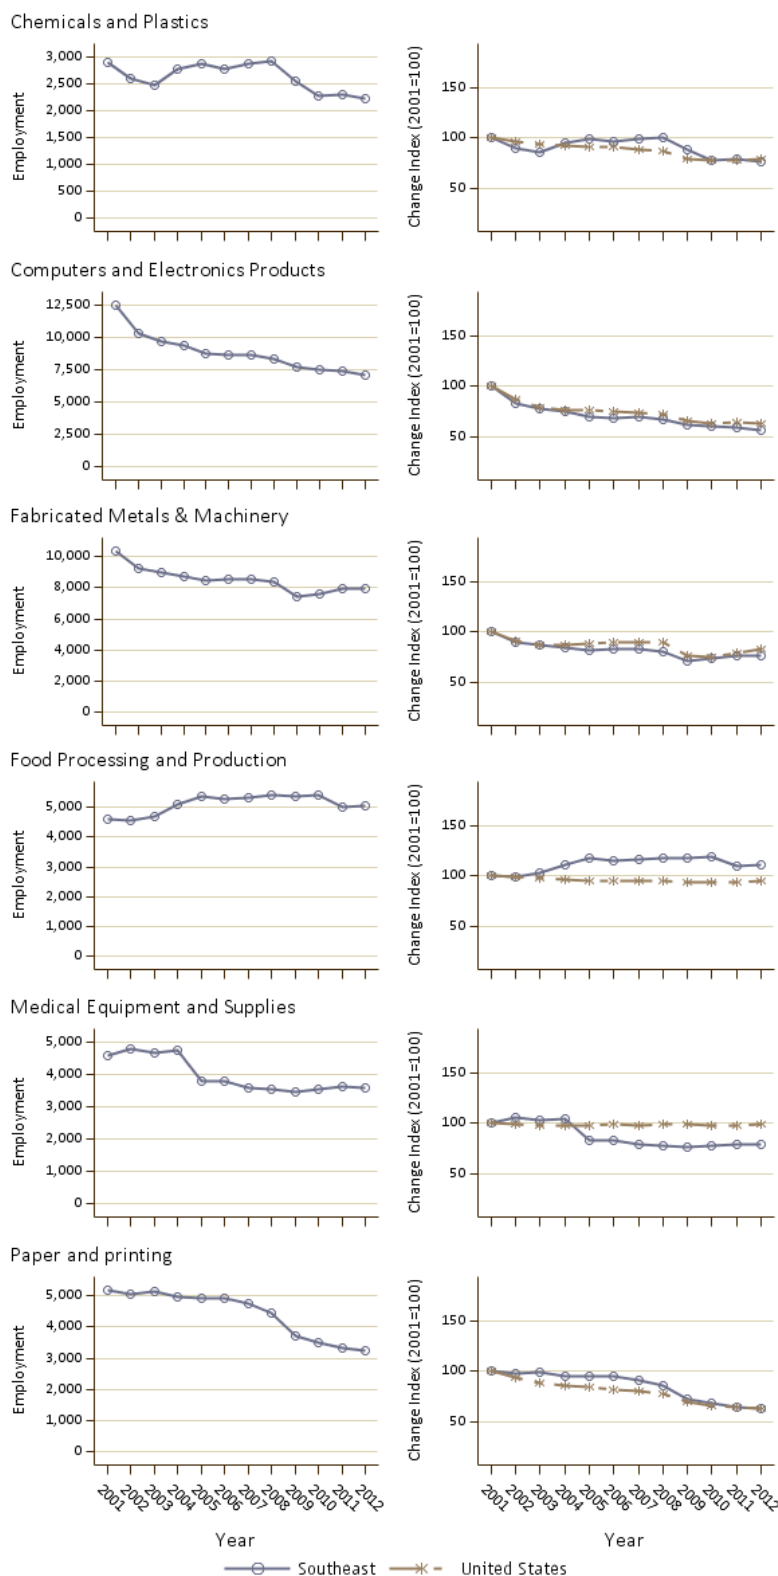 Chemicals and Plastics
Employment
3,000
2,500
2,000
1,500
1,000
500
0
Change Index (2001=100)
150
100
50
Computers and Electronics Products
Employment
12,500
10,000
7,500
5,000
2,500
0
Change Index (2001=100)
150
100
50
Fabricated Metals & Machinery
Employment
10,000
8,000
6,000
4,000
2,000
0
Change Index (2001=100)
150
100
50
Food Processing and Production
Employment
5,000
4,000
3,000
2,000
1,000
0
Change Index (2001=100)
150
100
50
Medical Equipment and Supplies
Employment
5,000
4,000
3,000
2,000
1,000
0
Change Index (2001=100)
150
100
50
Paper and printing
Employment
5,000
4,000
3,000
2,000
1,000
0
Change Index (2001=100)
150
100
50
2001 2002 2003 2004 2005 2006 2007 2008 2009 2010 2011 2012
2001 2002 2003 2004 2005 2006 2007 2008 2009 2010 2011 2012
Year
Year
Southeast United States